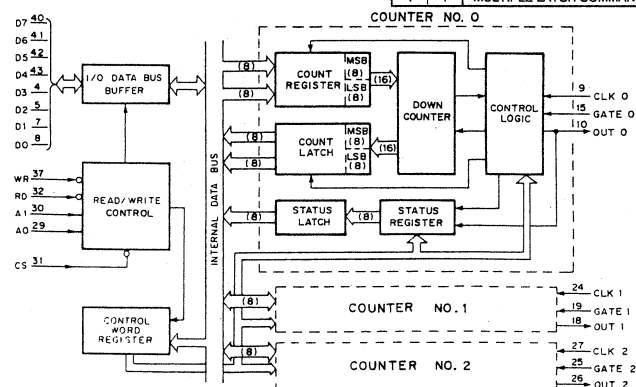 MULTIPLE LATCH COMMAN
COUNTER NO. 0
D7 40
D6 41
D5 42
D4 43
D3 4
D2 5
D1 7
D0 8
I/O DATA BUS
BUFFER
WR 37
RD 32
A1 30
A0 29
CS 31
READ/WRITE
CONTROL
CONTROL
WORD
REGISTER
INTERNAL DATA BUS
(8)
(8)
COUNT
REGISTER
MSB
(8)
LSB
(8)
(16)
DOWN
COUNTER
CONTROL
LOGIC
9 CLK 0
15 GATE 0
10 OUT 0
(8)
(8)
COUNT
LATCH
MSB
(8)
LSB
(8)
(16)
(8)
STATUS
LATCH
(8)
STATUS
REGISTER
(8)
COUNTER NO. 1
24 CLK 1
19 GATE 1
18 OUT 1
(8)
COUNTER NO. 2
27 CLK 2
25 GATE 2
26 OUT 2